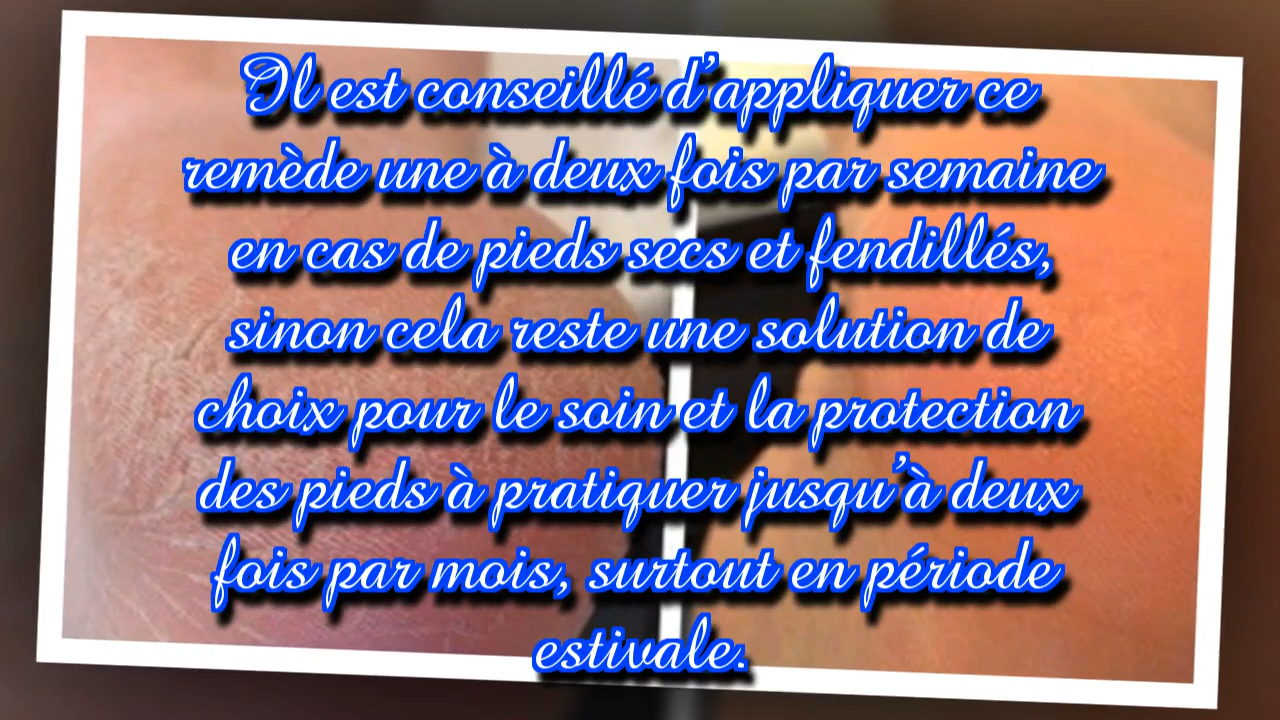 Il est conseillé d'appliquer ce
remède une à deux fois par semaine
en cas de pieds secs et fendillés,
sinon cela reste une solution de
choix pour le soin et la protection
des pieds à pratiquer jusqu'à deux
fois par mois, surtout en période
estivale.